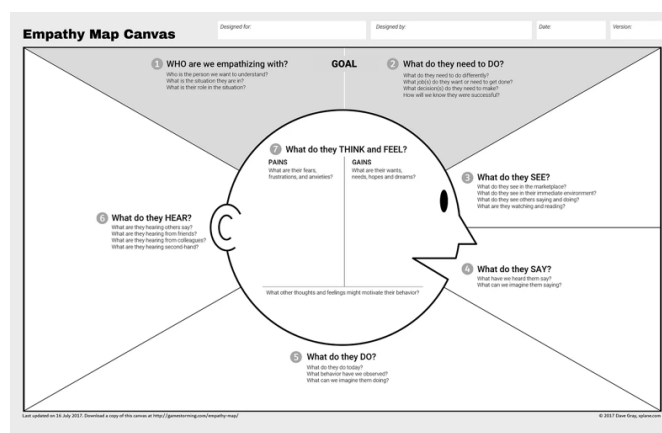 Empathy Map Canvas
Designed for:
Designed by:
Date:
Version:
1 WHO are we empathizing with?
Who is the person we want to understand?
What is the situation they are in?
What is their role in the situation?
GOAL
2 What do they need to DO?
What do they need to do differently?
What job(s) do they want or need to get done?
What decision(s) do they need to make?
How will we know they were successful?
7 What do they THINK and FEEL?
PAINS
What are their fears,
frustrations, and anxieties?
GAINS
What are their wants,
needs, hopes and dreams?
3 What do they SEE?
What do they see in the marketplace?
What do they see in their immediate environment?
What do they see others saying and doing?
What are they watching and reading?
6 What do they HEAR?
What are they hearing others say?
What are they hearing from friends?
What are they hearing from colleagues?
What are they hearing second-hand?
4 What do they SAY?
What have we heard them say?
What can we imagine them saying?
What other thoughts and feelings might motivate their behavior?
5 What do they DO?
What do they do today?
What behavior have we observed?
What can we imagine them doing?
Last updated on 16 July 2017. Download a copy of this canvas at http://gamestorming.com/empathy-map/
© 2017 Dave Gray, xplane.com